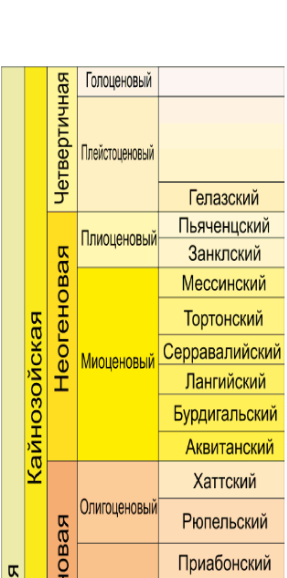 Кайнозойская
Четвертичная
Голоценовый
Плейстоценовый
Гелазский
Неогеновая
Плиоценовый
Пьяченцский
Занклский
Миоценовый
Мессинский
Тортонский
Серравалийский
Лангийский
Бурдигальский
Аквитанский
Олигоценовый
Хаттский
Рюпельский
Приабонский